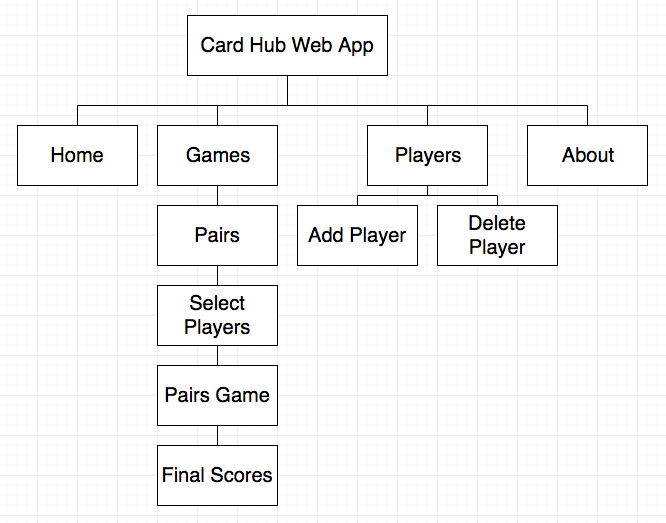 Card Hub Web App
Home
Games
Players
About
Pairs
Add Player
Delete
Player
Select
Players
Pairs Game
Final Scores